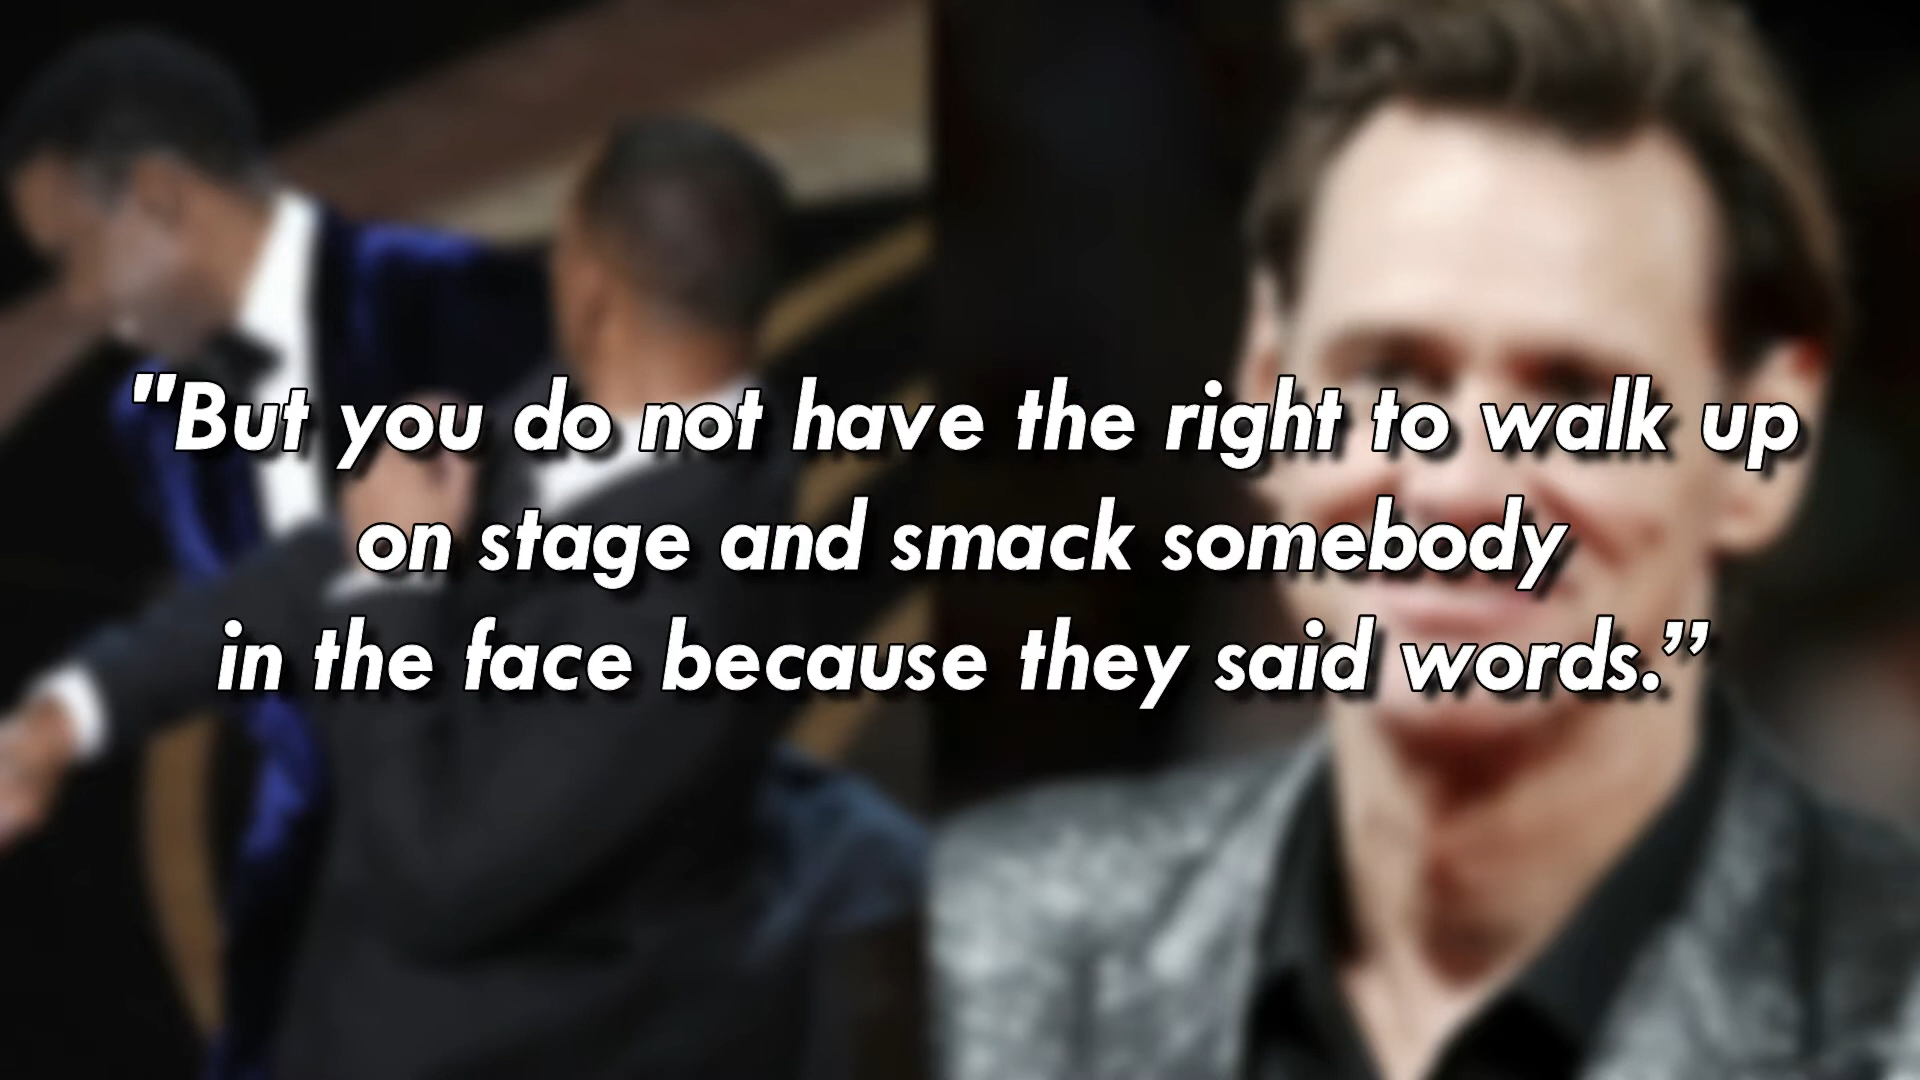 "But you do not have the right to walk up
on stage and smack somebody
in the face because they said words.”